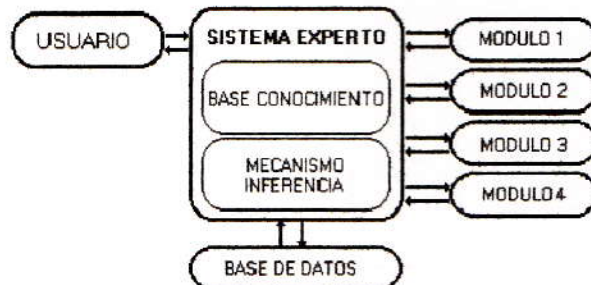 USUARIO
SISTEMA EXPERTO
BASE CONOCIMIENTO
MECANISMO
INFERENCIA
MODULO 1
MODULO 2
MODULO 3
MODULO 4
BASE DE DATOS